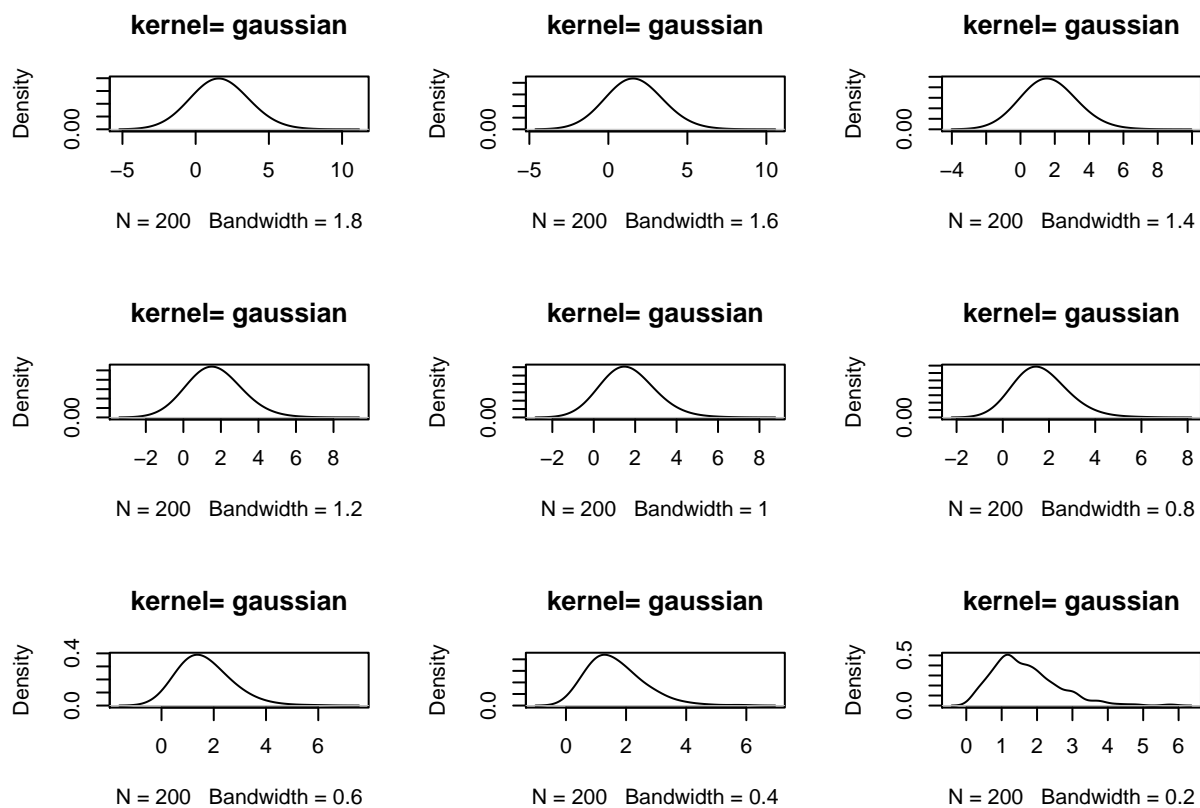 kernel= gaussian
Density
0.00
−5 0 5 10
N = 200 Bandwidth = 1.8
kernel= gaussian
Density
0.00
−5 0 5 10
N = 200 Bandwidth = 1.6
kernel= gaussian
Density
0.00
−4 0 2 4 6 8
N = 200 Bandwidth = 1.4
kernel= gaussian
Density
0.00
−2 0 2 4 6 8
N = 200 Bandwidth = 1.2
kernel= gaussian
Density
0.00
−2 0 2 4 6 8
N = 200 Bandwidth = 1
kernel= gaussian
Density
0.00
−2 0 2 4 6 8
N = 200 Bandwidth = 0.8
kernel= gaussian
Density
0.0 0.4
0 2 4 6
N = 200 Bandwidth = 0.6
kernel= gaussian
Density
0.0
0 2 4 6
N = 200 Bandwidth = 0.4
kernel= gaussian
Density
0.0 0.5
0 1 2 3 4 5 6
N = 200 Bandwidth = 0.2